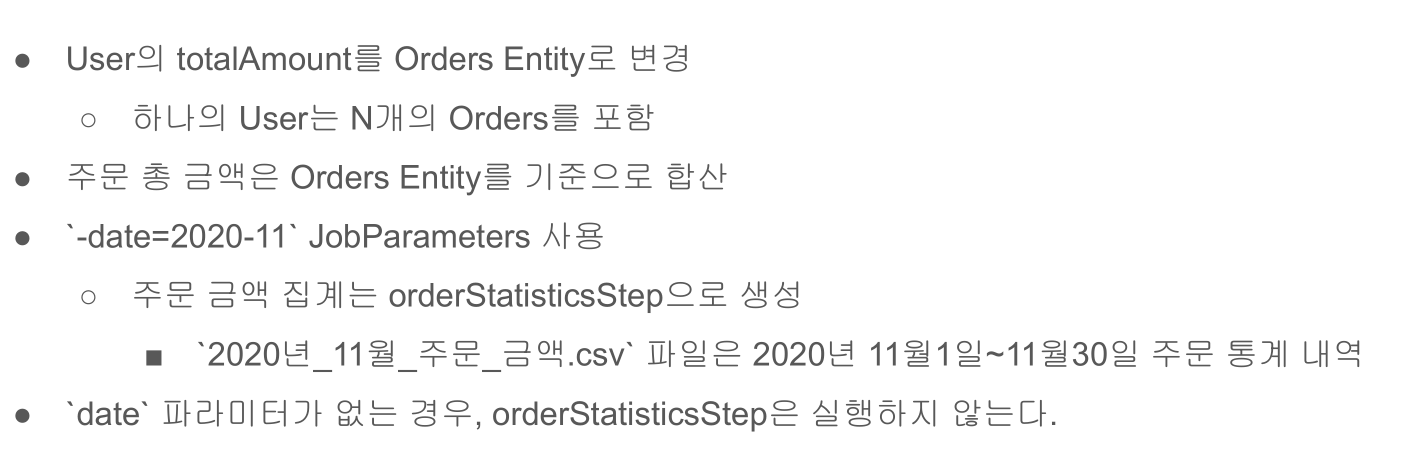 ● User의 totalAmount를 Orders Entity로 변경
○ 하나의 User는 N개의 Orders를 포함
● 주문 총 금액은 Orders Entity를 기준으로 합산
● `-date=2020-11` JobParameters 사용
○ 주문 금액 집계는 orderStatisticsStep으로 생성
■ `2020년_11월_주문_금액.csv` 파일은 2020년 11월1일~11월30일 주문 통계 내역
● `date` 파라미터가 없는 경우, orderStatisticsStep은 실행하지 않는다.